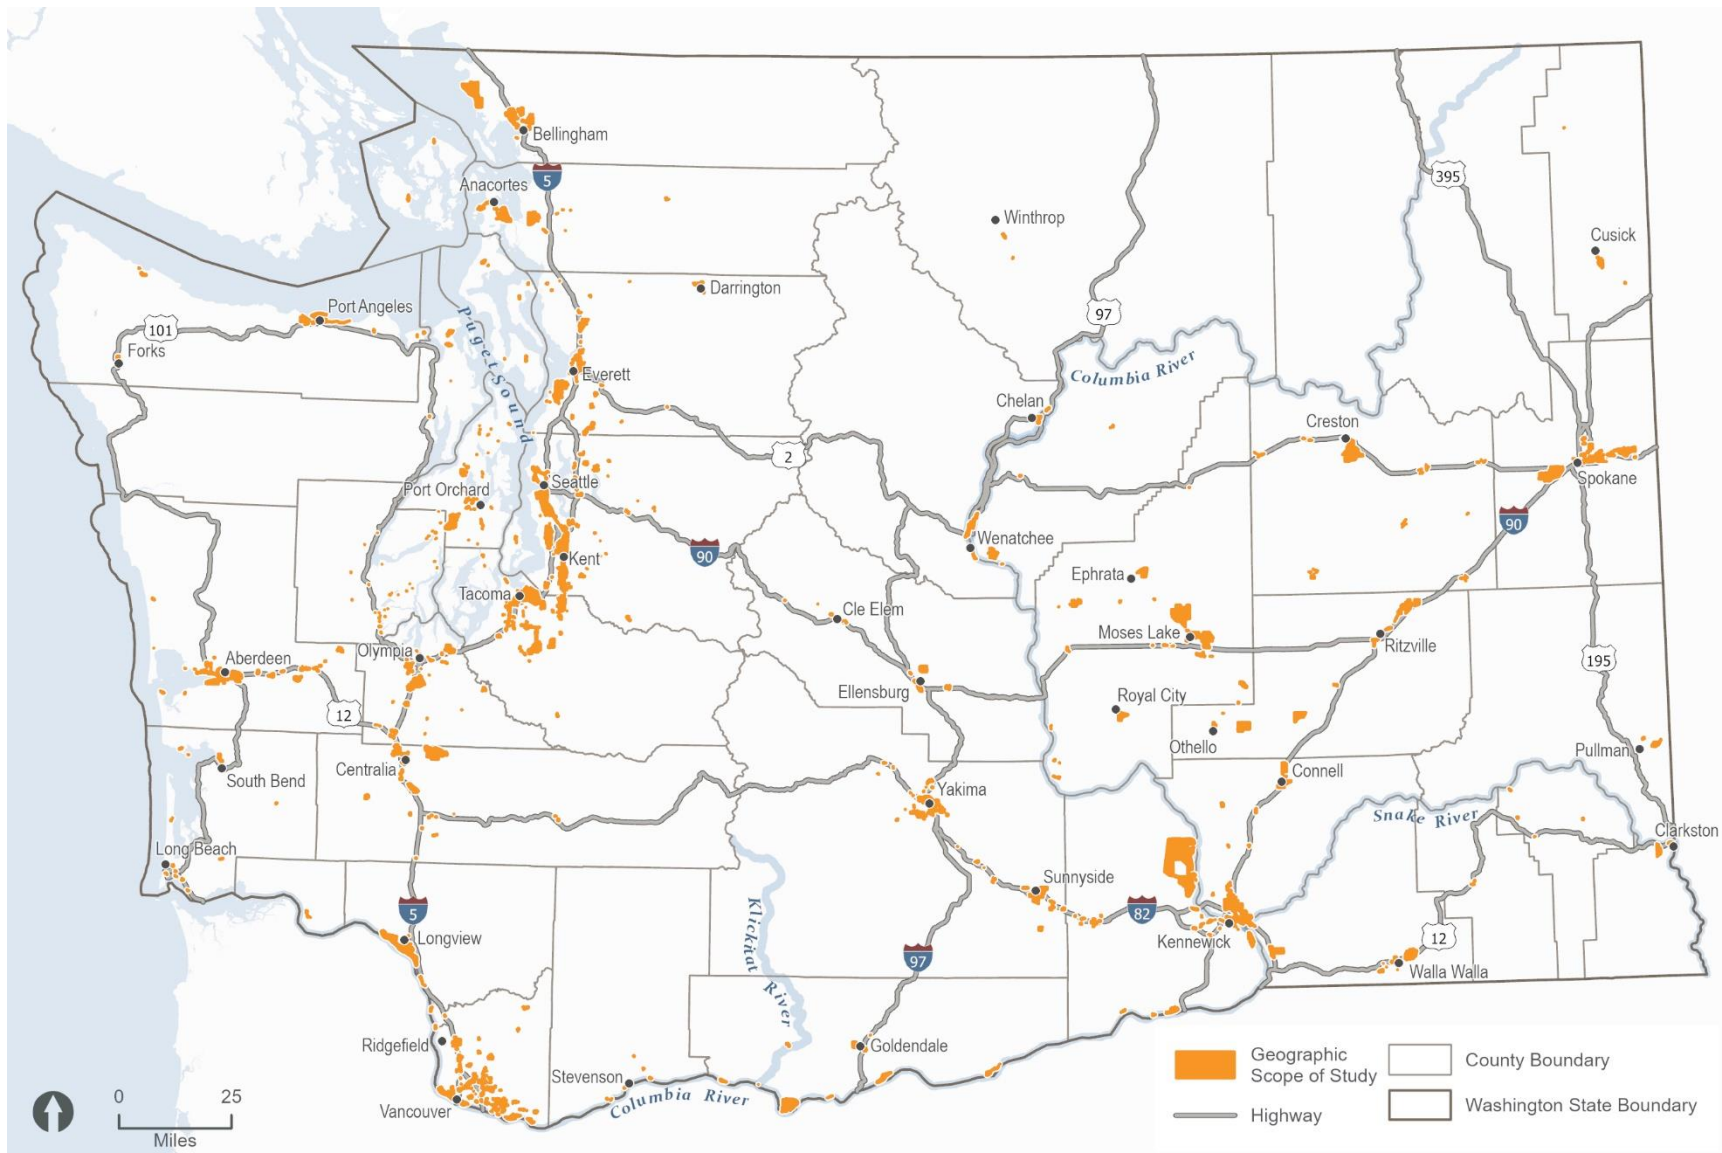 Bellingham
5
Anacortes
Winthrop
395
Cusick
Darrington
97
Port Angeles
101
Forks
Puget Sound
Everett
Columbia River
Chelan
Creston
2
Seattle
Port Orchard
Spokane
90
Wenatchee
90
Kent
Ephrata
Tacoma
Cle Elem
Moses Lake
Ritzville
Olympia
Aberdeen
195
Ellensburg
Royal City
12
Othello
Pullman
Centralia
South Bend
Connell
Yakima
Snake River
Clarkston
Long Beach
Sunnyside
5
82
Longview
Kennewick
12
Klickitat River
97
Walla Walla
Ridgefield
Goldendale
Stevenson
Vancouver
Columbia River
0 25
Miles
Geographic
Scope of Study
Highway
County Boundary
Washington State Boundary